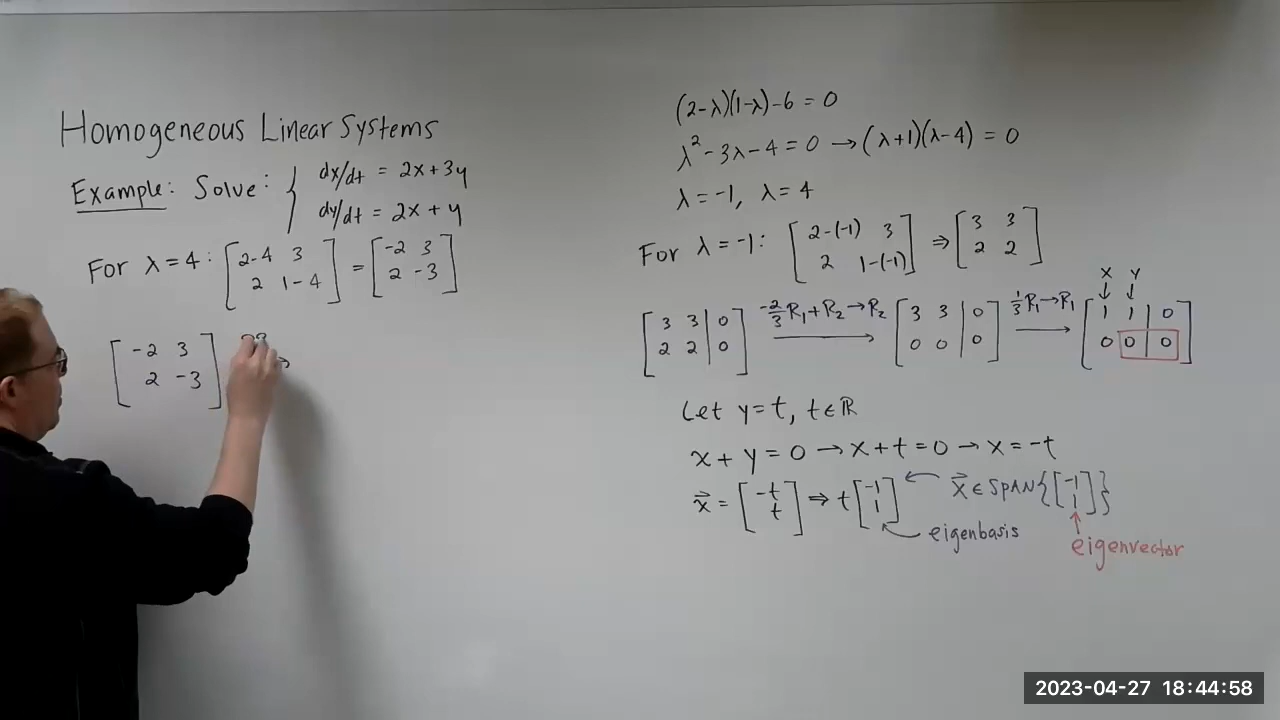 Homogeneous Linear Systems
Example: Solve: { dx/dt = 2x+3y
dy/dt = 2x + y
For λ=4: [2-4 3
2 1-4] = [-2 3
2 -3]
[-2 3
2 -3]
(2-λ)(1-λ)-6 = 0
λ² - 3λ - 4 = 0 → (λ+1)(λ-4) = 0
λ = -1, λ = 4
For λ = -1: [2-(-1) 3
2 1-(-1)] ⇒ [3 3
2 2]
x y
↓ ↓
[3 3 | 0
2 2 | 0] -2/3 R₁ + R₂ → R₂ [3 3 | 0
0 0 | 0] 1/3 R₁ → R₁ [1 1 | 0
0 0 | 0]
Let y = t, t ∈ ℝ
x + y = 0 → x + t = 0 → x = -t
x⃗ = [-t
t] ⇒ t[-1
1] ← x⃗ ∈ SPAN{[-1
1]}
eigenbasis
eigenvector
2023-04-27 18:44:58